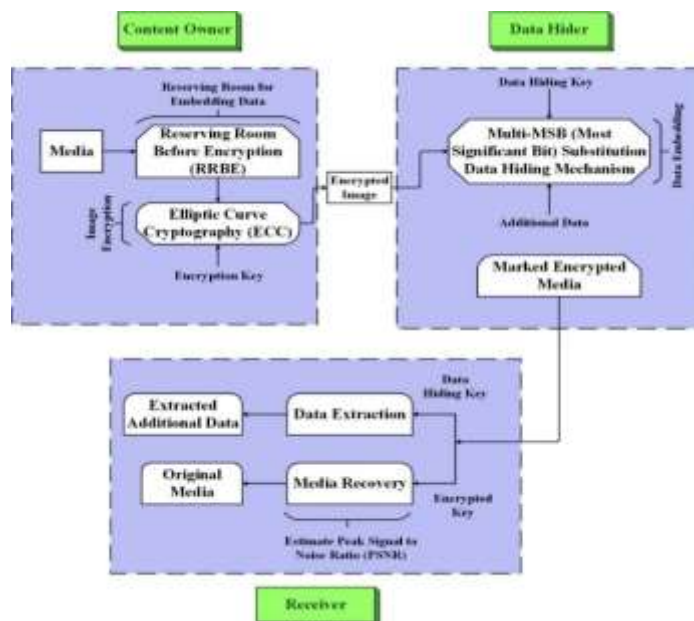 Content Owner
Data Hider
Reserving Room for
Embedding Data
Media
Reserving Room
Before Encryption
(RRBE)
Image
Encryption
Elliptic Curve
Cryptography (ECC)
Encryption Key
Encrypted
Image
Data Hiding Key
Multi-MSB (Most
Significant Bit) Substitution
Data Hiding Mechanism
Data Embedding
Additional Data
Marked Encrypted
Media
Data
Hiding Key
Extracted
Additional Data
Data Extraction
Original
Media
Media Recovery
Encrypted
Key
Estimate Peak Signal to
Noise Ratio (PSNR)
Receiver